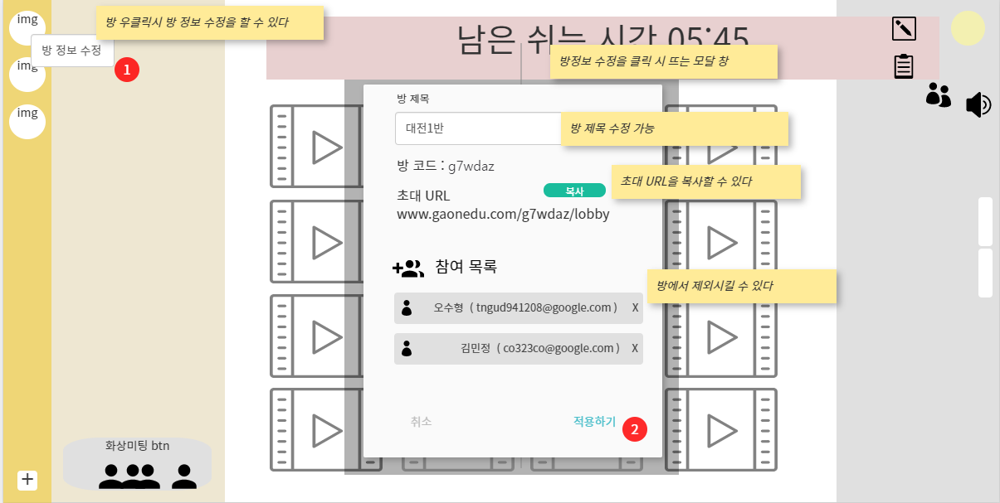 img
방 우클릭시 방 정보 수정을 할 수 있다
방 정보 수정
1
img
img
남은 쉬는 시간 05:45
방정보 수정을 클릭 시 뜨는 모달 창
방 제목
대전1반
방 제목 수정 가능
방 코드 : g7wdaz
초대 URL
복사
초대 URL을 복사할 수 있다
www.gaonedu.com/g7wdaz/lobby
참여 목록
방에서 제외시킬 수 있다
오수형 ( tngud941208@google.com ) X
김민정 ( co323co@google.com ) X
취소
적용하기
2
화상미팅 btn